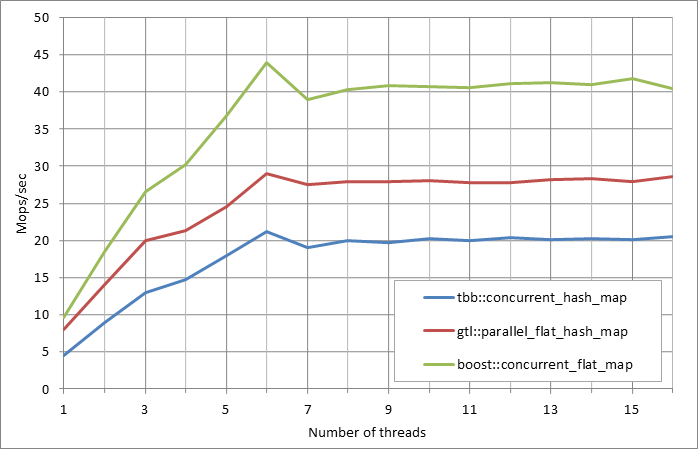 50
45
40
35
30
25
20
15
10
5
0
Mops/sec
1 3 5 7 9 11 13 15
Number of threads
tbb::concurrent_hash_map
gtl::parallel_flat_hash_map
boost::concurrent_flat_map